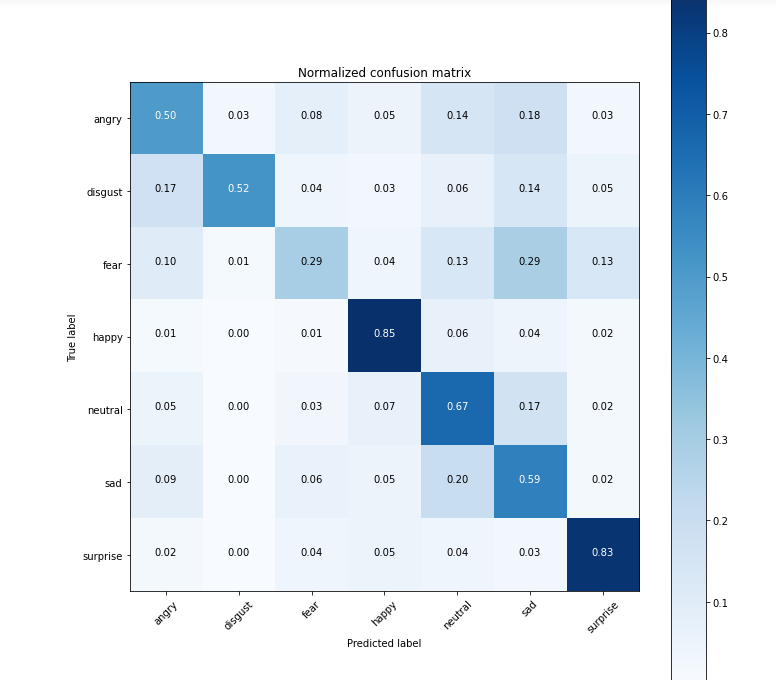 Normalized confusion matrix
angry 0.50 0.03 0.08 0.05 0.14 0.18 0.03
disgust 0.17 0.52 0.04 0.03 0.06 0.14 0.05
fear 0.10 0.01 0.29 0.04 0.13 0.29 0.13
happy 0.01 0.00 0.01 0.85 0.06 0.04 0.02
neutral 0.05 0.00 0.03 0.07 0.67 0.17 0.02
sad 0.09 0.00 0.06 0.05 0.20 0.59 0.02
surprise 0.02 0.00 0.04 0.05 0.04 0.03 0.83
angry disgust fear happy neutral sad surprise
True label
Predicted label
0.8
0.7
0.6
0.5
0.4
0.3
0.2
0.1